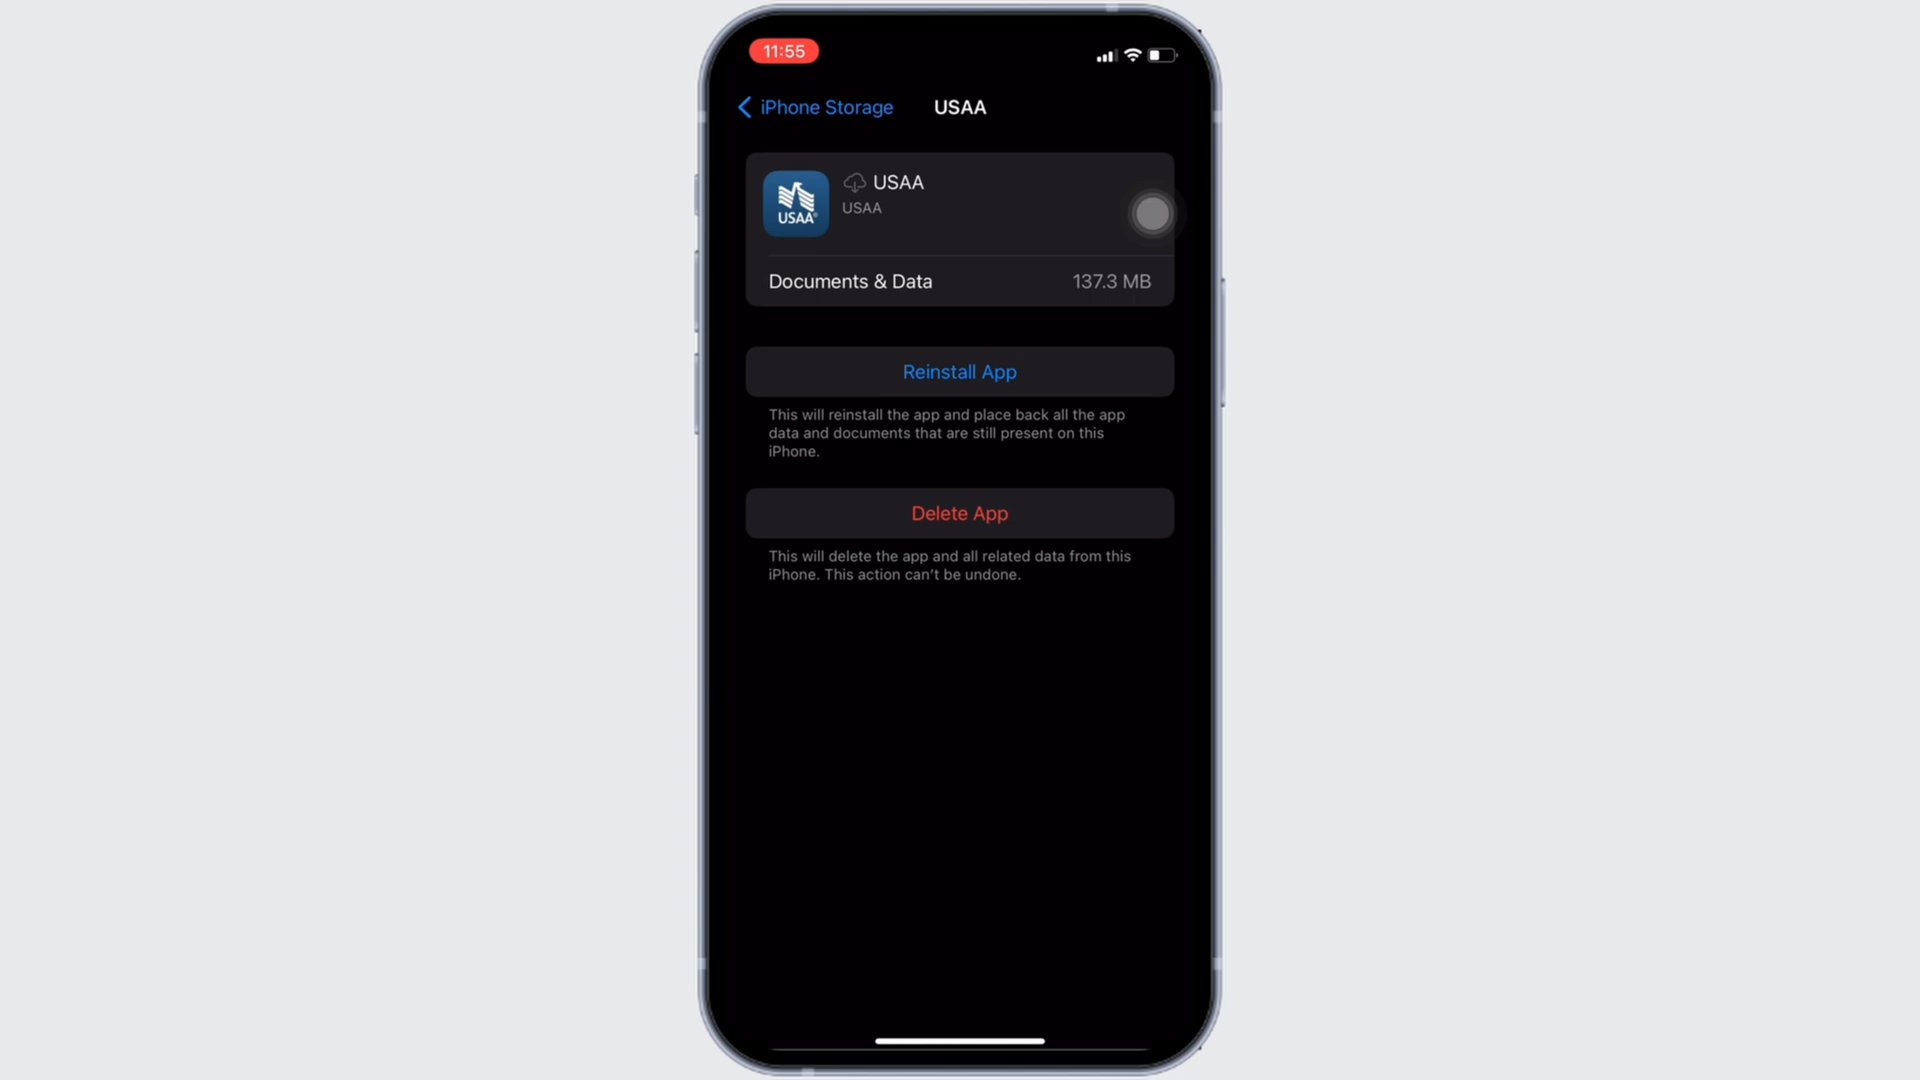 11:55
iPhone Storage USAA
USAA
USAA
USAA®
Documents & Data 137.3 MB
Reinstall App
This will reinstall the app and place back all the app
data and documents that are still present on this
iPhone.
Delete App
This will delete the app and all related data from this
iPhone. This action can't be undone.